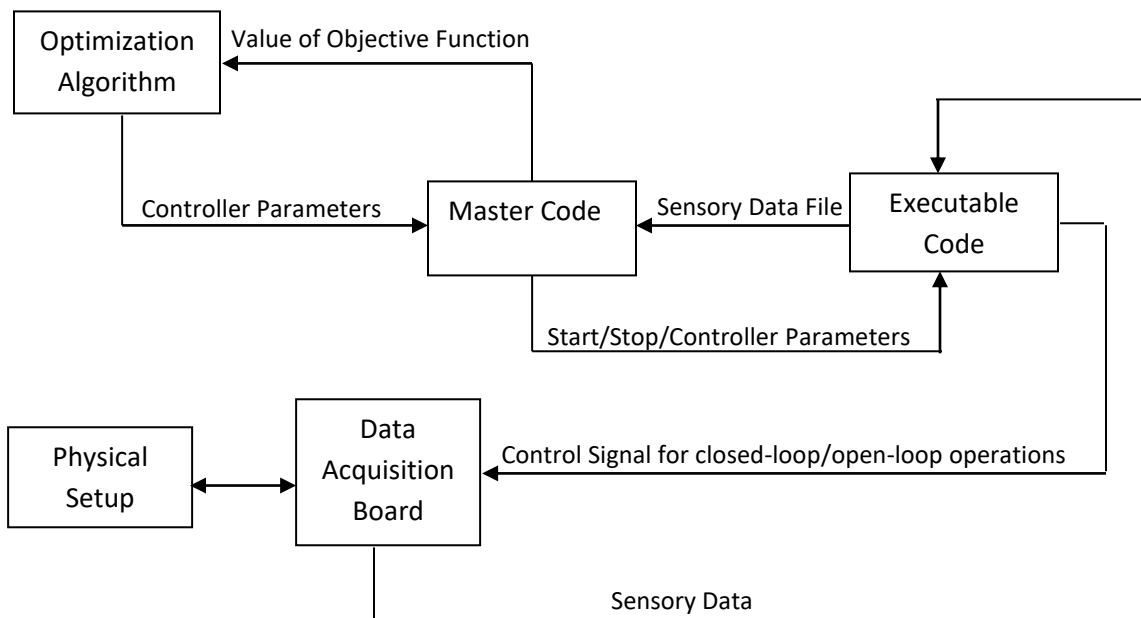 Optimization
Algorithm
Value of Objective Function
Controller Parameters
Master Code
Sensory Data File
Executable
Code
Start/Stop/Controller Parameters
Physical
Setup
Data
Acquisition
Board
Control Signal for closed-loop/open-loop operations
Sensory Data